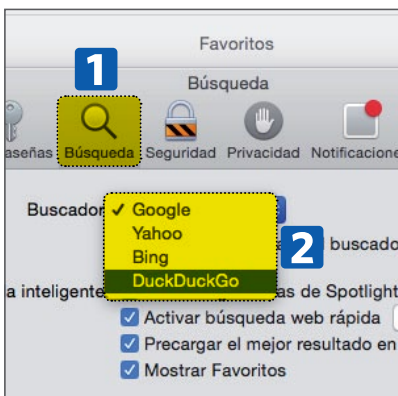 Favoritos
1
Búsqueda
aseñas Búsqueda Seguridad Privacidad Notificacione
Buscador ✓ Google
Yahoo
2
buscado
Bing
DuckDuckGo
a inteligente as de Spotlight
Activar búsqueda web rápida
Precargar el mejor resultado en
Mostrar Favoritos